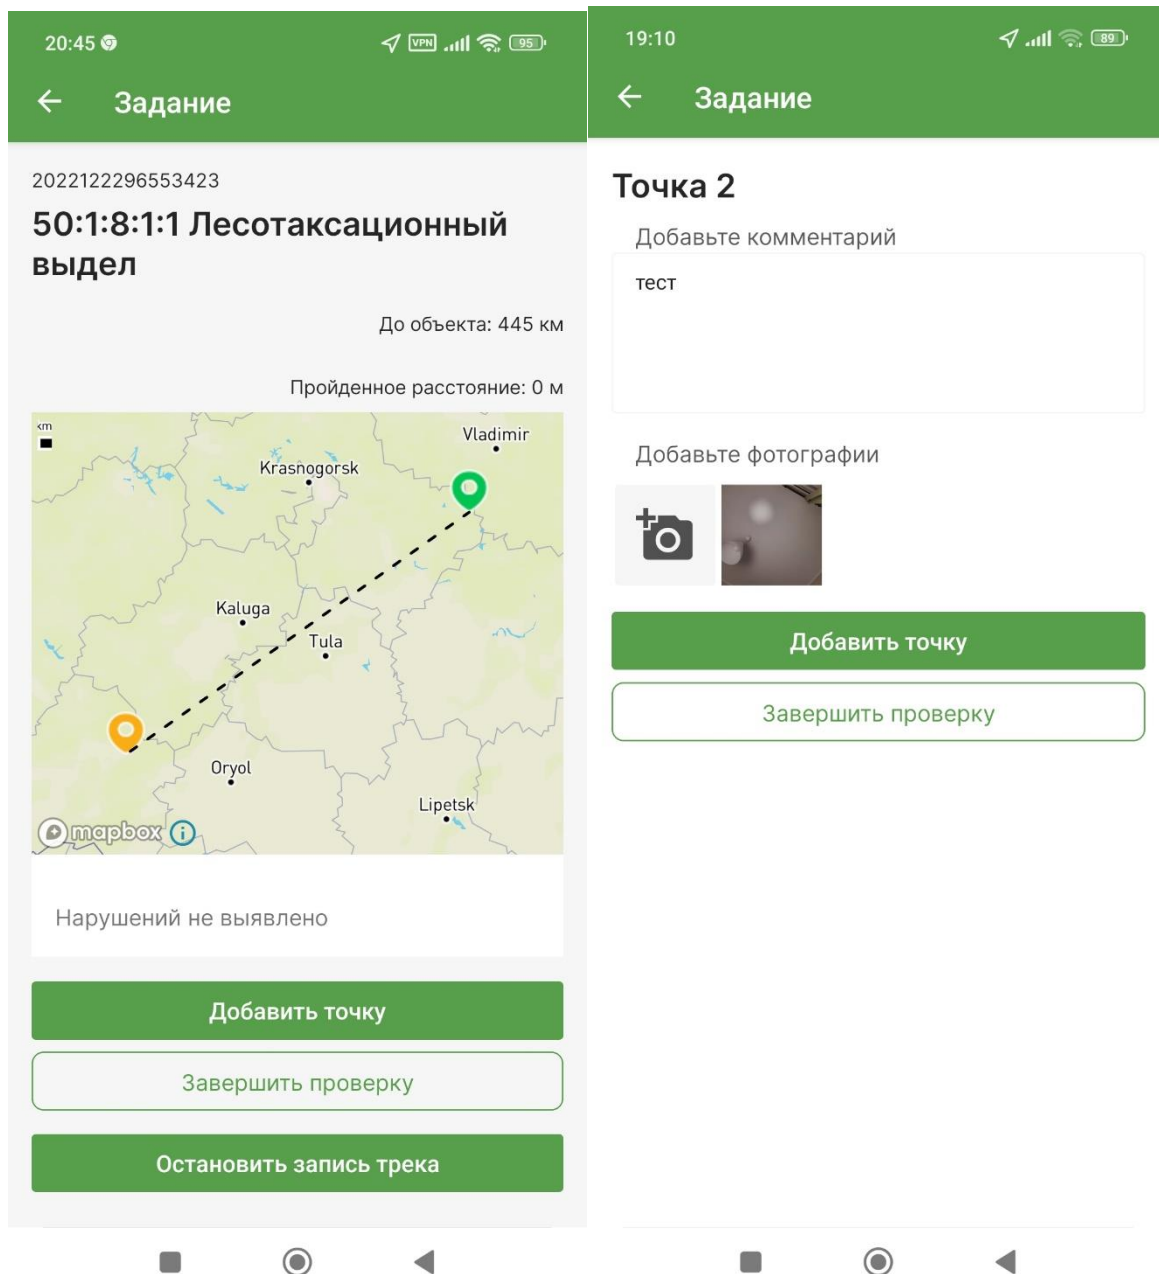 20:45
VPN
95
Задание
2022122296553423
50:1:8:1:1 Лесотаксационный
выдел
До объекта: 445 км
Пройденное расстояние: 0 м
km
Vladimir
Krasnogorsk
Kaluga
Tula
Oryol
Lipetsk
mapbox
Нарушений не выявлено
Добавить точку
Завершить проверку
Остановить запись трека
19:10
89
Задание
Точка 2
Добавьте комментарий
тест
Добавьте фотографии
Добавить точку
Завершить проверку